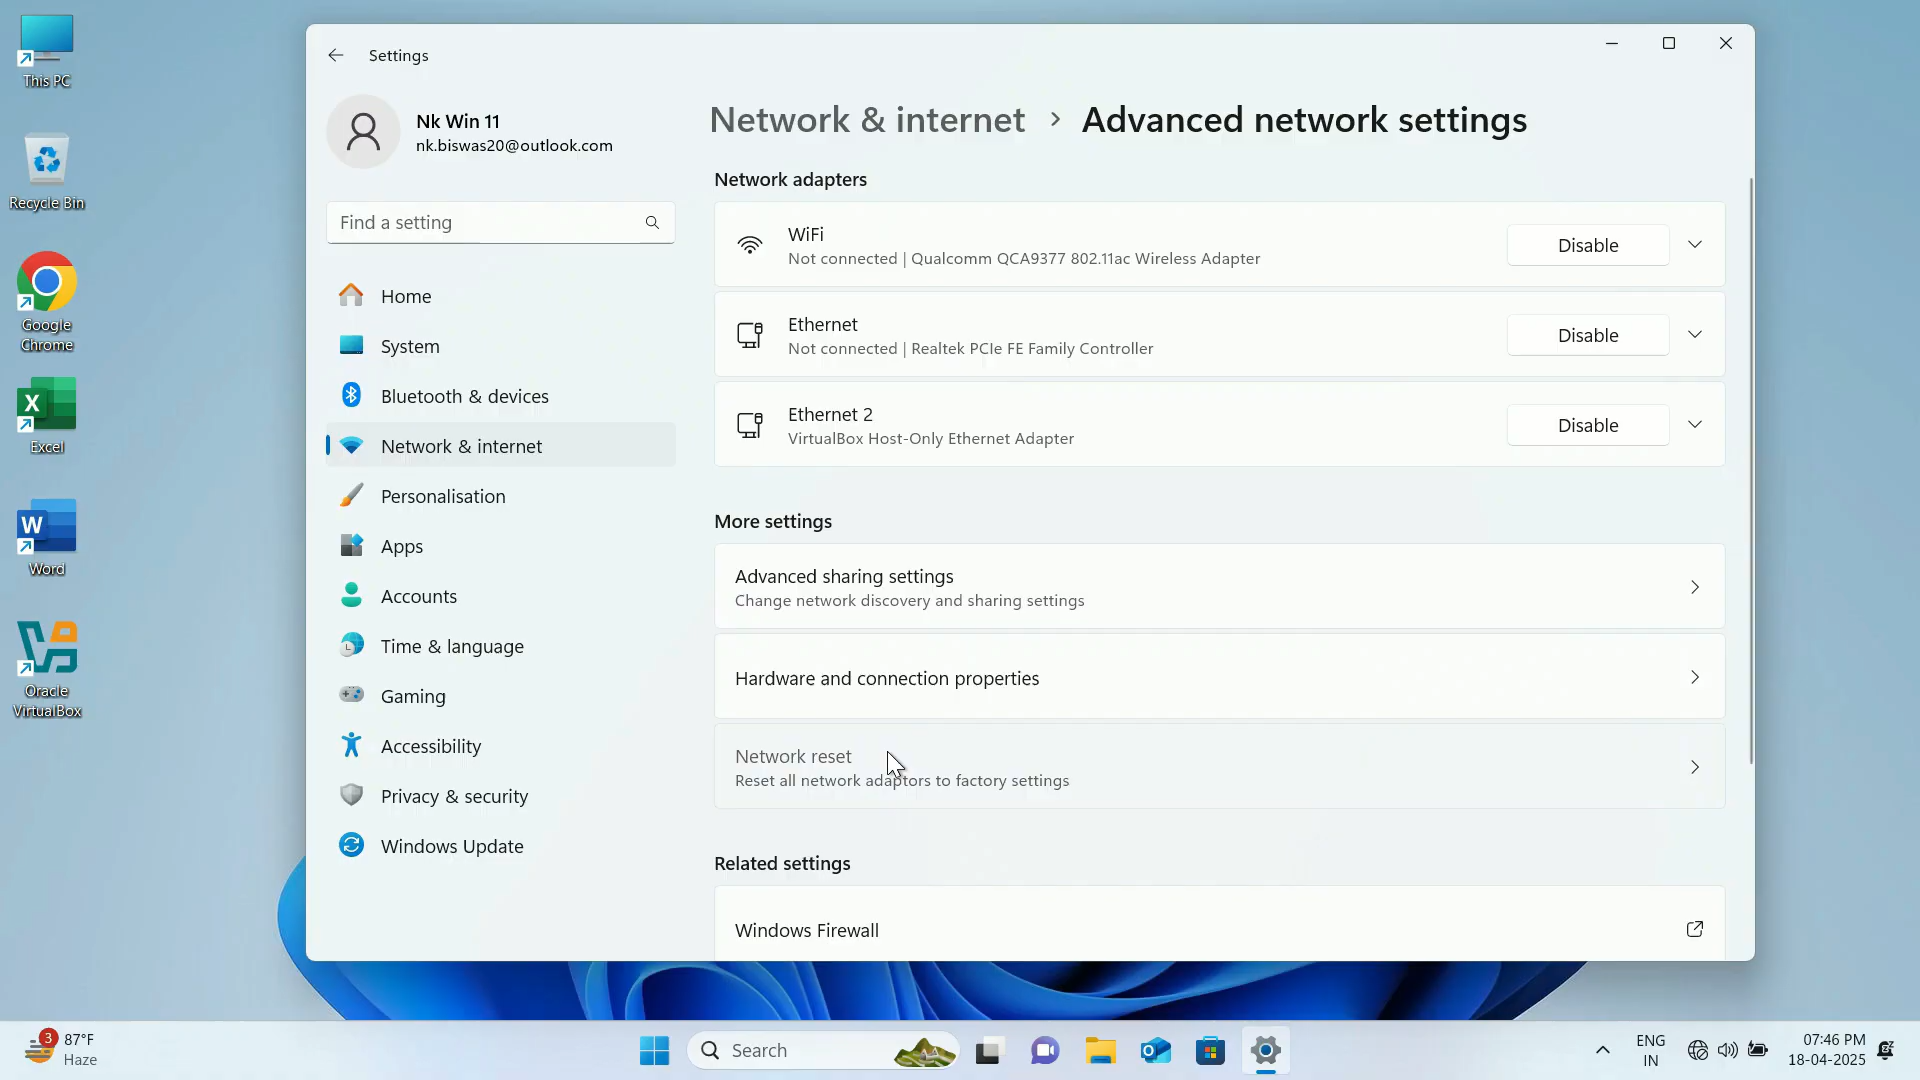 This PC
Recycle Bin
Google
Chrome
Excel
Word
Oracle
VirtualBox
Settings
Nk Win 11
nk.biswas20@outlook.com
Find a setting
Home
System
Bluetooth & devices
Network & internet
Personalisation
Apps
Accounts
Time & language
Gaming
Accessibility
Privacy & security
Windows Update
Network & internet > Advanced network settings
Network adapters
WiFi
Not connected | Qualcomm QCA9377 802.11ac Wireless Adapter
Disable
Ethernet
Not connected | Realtek PCIe FE Family Controller
Disable
Ethernet 2
VirtualBox Host-Only Ethernet Adapter
Disable
More settings
Advanced sharing settings
Change network discovery and sharing settings
Hardware and connection properties
Network reset
Reset all network adaptors to factory settings
Related settings
Windows Firewall
3
87°F
Haze
Search
ENG
IN
07:46 PM
18-04-2025